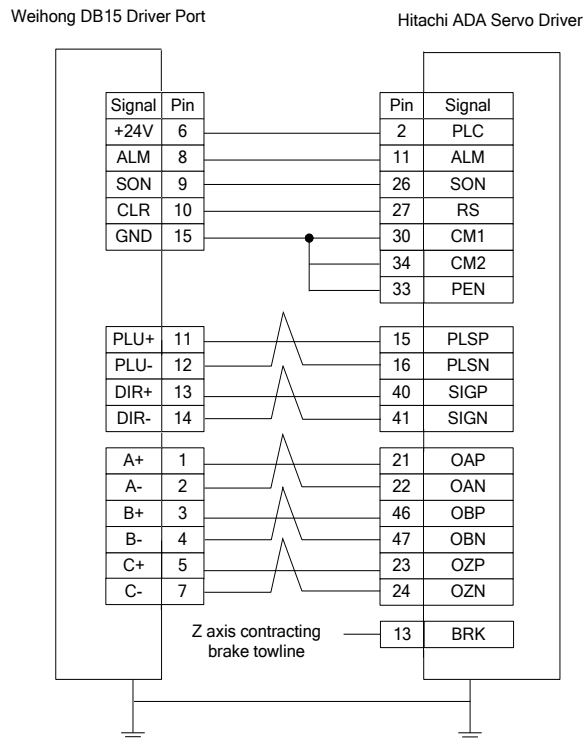 Weihong DB15 Driver Port
Hitachi ADA Servo Driver
Signal Pin Pin Signal
+24V 6 2 PLC
ALM 8 11 ALM
SON 9 26 SON
CLR 10 27 RS
GND 15 30 CM1
34 CM2
33 PEN
PLU+ 11 15 PLSP
PLU- 12 16 PLSN
DIR+ 13 40 SIGP
DIR- 14 41 SIGN
A+ 1 21 OAP
A- 2 22 OAN
B+ 3 46 OBP
B- 4 47 OBN
C+ 5 23 OZP
C- 7 24 OZN
Z axis contracting 13 BRK
brake towline